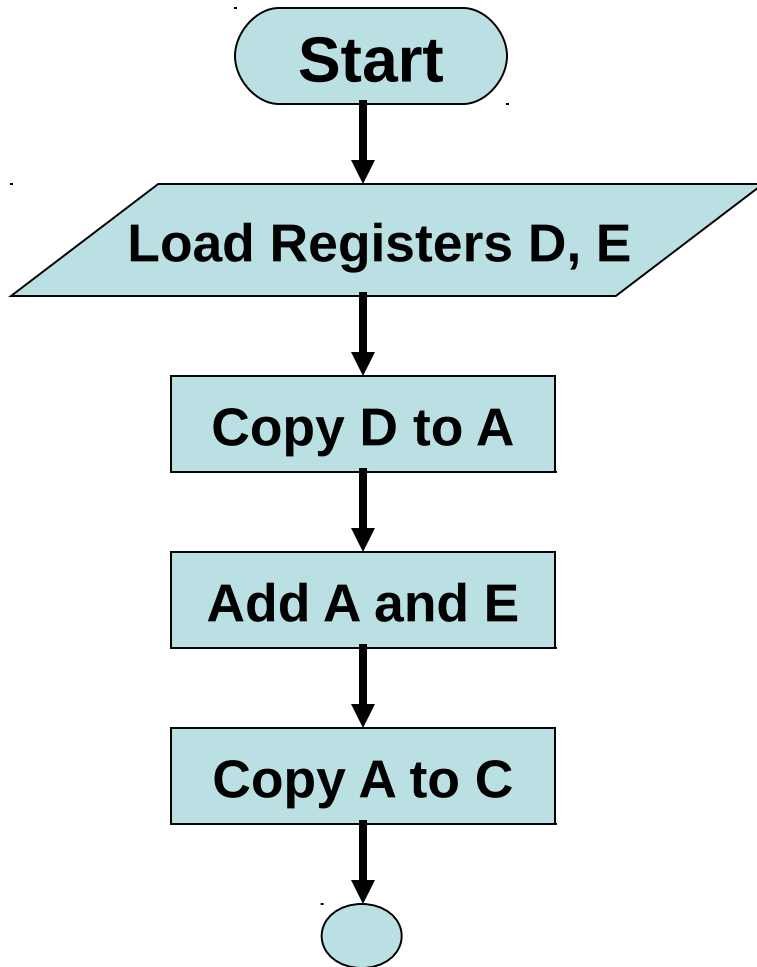 Start
Load Registers D, E
Copy D to A
Add A and E
Copy A to C